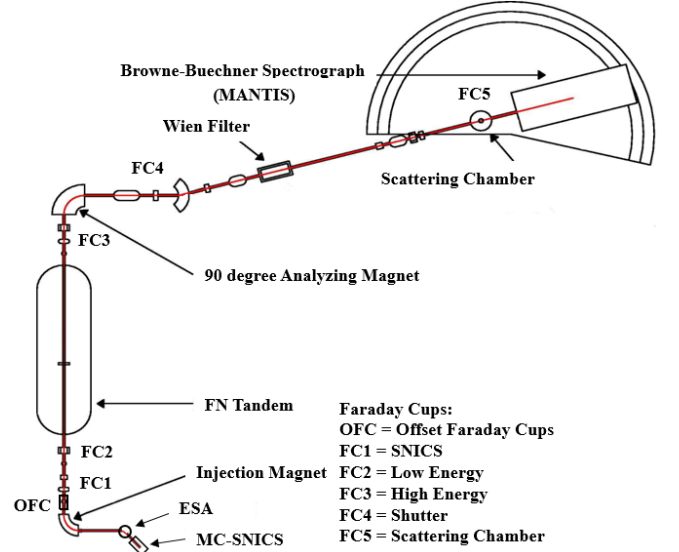 Browne-Buechner Spectrograph
(MANTIS)
FC5
Wien Filter
FC4
Scattering Chamber
FC3
90 degree Analyzing Magnet
FN Tandem
Faraday Cups:
OFC = Offset Faraday Cups
FC1 = SNICS
FC2 = Low Energy
FC3 = High Energy
FC4 = Shutter
FC5 = Scattering Chamber
FC2
Injection Magnet
FC1
OFC
ESA
MC-SNICS